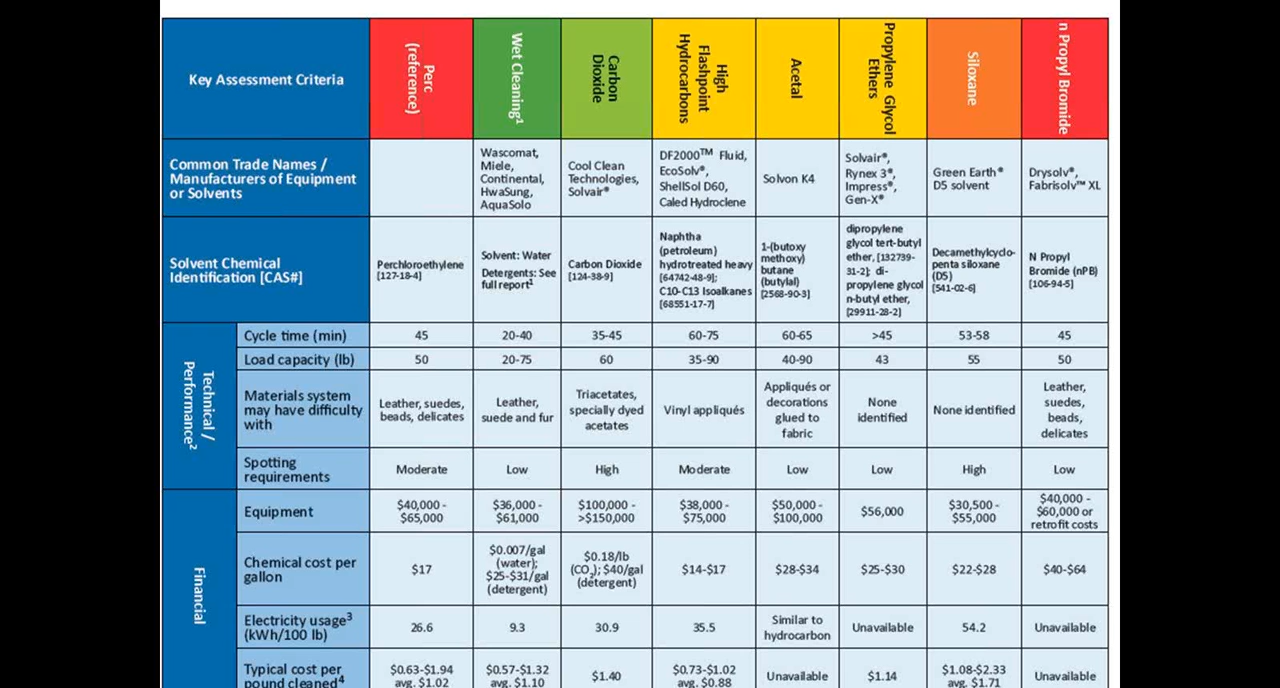 Key Assessment Criteria
Perc
(reference)
Wet Cleaning¹
Carbon
Dioxide
High
Flashpoint
Hydrocarbons
Acetal
Propylene Glycol
Ethers
Siloxane
n Propyl Bromide
Common Trade Names /
Manufacturers of Equipment
or Solvents
Wascomat,
Miele,
Continental,
HwaSung,
AquaSolo
Cool Clean
Technologies,
Solvair®
DF2000™ Fluid,
EcoSolv®,
ShellSol D60,
Caled Hydroclene
Solvon K4
Solvair®,
Rynex 3®,
Impress®,
Gen-X®
Green Earth®
D5 solvent
Drysolv®,
Fabrisolv™ XL
Solvent Chemical
Identification [CAS#]
Perchloroethylene
[127-18-4]
Solvent: Water
Detergents: See
full report¹
Carbon Dioxide
[124-38-9]
Naphtha
(petroleum)
hydrotreated heavy
[64742-48-9];
C10-C13 Isoalkanes
[68551-17-7]
1-(butoxy
methoxy)
butane
(butylal)
[2568-90-3]
dipropylene
glycol tert-butyl
ether, [132739-
31-2]; di-
propylene glycol
n-butyl ether,
[29911-28-2]
Decamethylcyclo-
penta siloxane
(D5)
[541-02-6]
N Propyl
Bromide (nPB)
[106-94-5]
Technical /
Performance²
Cycle time (min)
45
20-40
35-45
60-75
60-65
>45
53-58
45
Load capacity (lb)
50
20-75
60
35-90
40-90
43
55
50
Materials system
may have difficulty
with
Leather, suedes,
beads, delicates
Leather,
suede and fur
Triacetates,
specially dyed
acetates
Vinyl appliqués
Appliqués or
decorations
glued to
fabric
None
identified
None identified
Leather,
suedes,
beads,
delicates
Spotting
requirements
Moderate
Low
High
Moderate
Low
Low
High
Low
Financial
Equipment
$40,000 -
$65,000
$36,000 -
$61,000
$100,000 -
>$150,000
$38,000 -
$75,000
$50,000 -
$100,000
$56,000
$30,500 -
$55,000
$40,000 -
$60,000 or
retrofit costs
Chemical cost per
gallon
$17
$0.007/gal
(water);
$25-$31/gal
(detergent)
$0.18/lb
(CO₂); $40/gal
(detergent)
$14-$17
$28-$34
$25-$30
$22-$28
$40-$64
Electricity usage³
(kWh/100 lb)
26.6
9.3
30.9
35.5
Similar to
hydrocarbon
Unavailable
54.2
Unavailable
Typical cost per
pound cleaned⁴
$0.63-$1.94
avg. $1.02
$0.57-$1.32
avg. $1.10
$1.40
$0.73-$1.02
avg. $0.88
Unavailable
$1.14
$1.08-$2.33
avg. $1.71
Unavailable